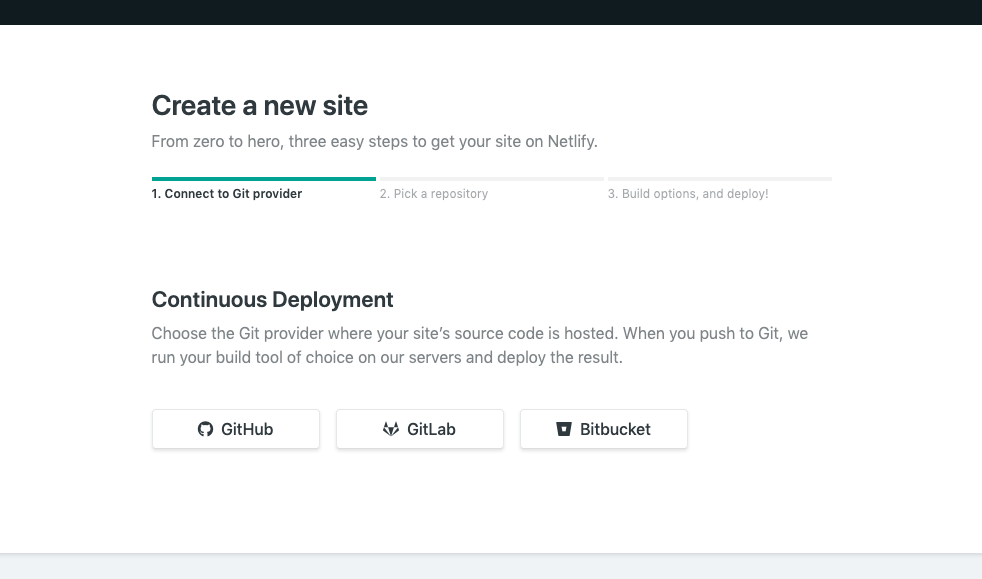 Create a new site
From zero to hero, three easy steps to get your site on Netlify.
1. Connect to Git provider
2. Pick a repository
3. Build options, and deploy!
Continuous Deployment
Choose the Git provider where your site’s source code is hosted. When you push to Git, we
run your build tool of choice on our servers and deploy the result.
GitHub
GitLab
Bitbucket